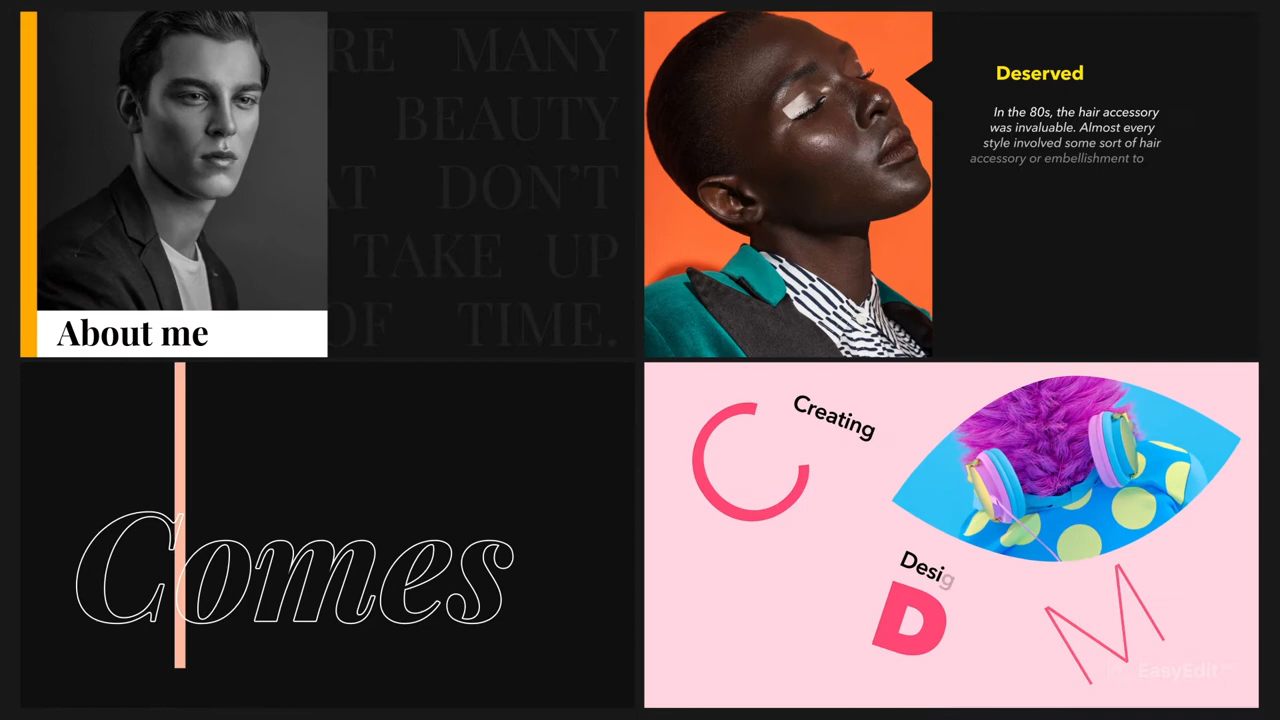 RE MANY
BEAUTY
AT DON'T
TAKE UP
OF TIME.
About me
Deserved
In the 80s, the hair accessory
was invaluable. Almost every
style involved some sort of hair
accessory or embellishment to
Comes
C
Creating
Desig
D
M
EasyEdit